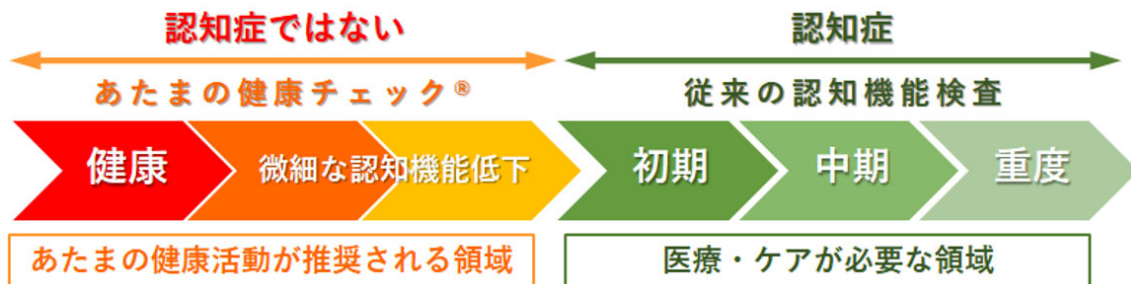 認知症ではない 認知症
あたまの健康チェック® 従来の認知機能検査
健康 微細な認知機能低下 初期 中期 重度
あたまの健康活動が推奨される領域 医療・ケアが必要な領域